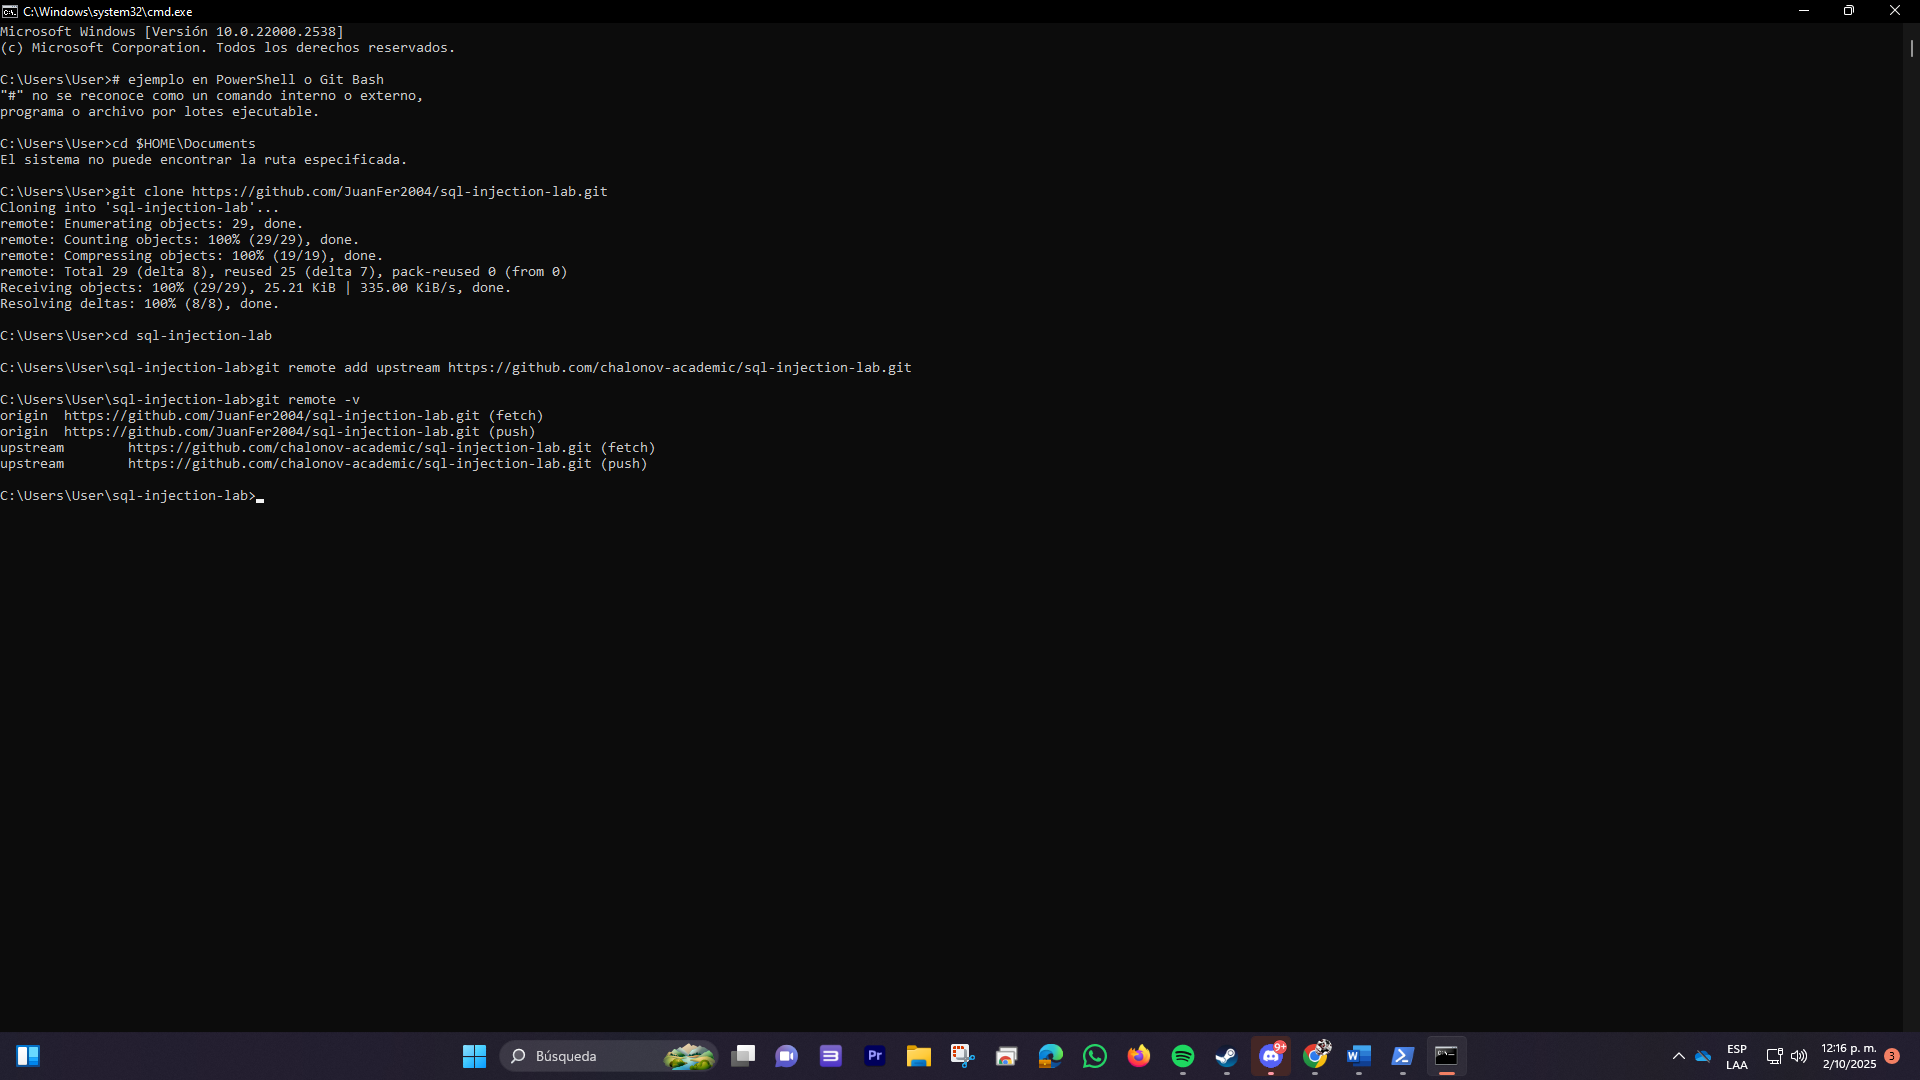 C:\Windows\system32\cmd.exe
Microsoft Windows [Versión 10.0.22000.2538]
(c) Microsoft Corporation. Todos los derechos reservados.
C:\Users\User># ejemplo en PowerShell o Git Bash
"#" no se reconoce como un comando interno o externo,
programa o archivo por lotes ejecutable.
C:\Users\User>cd $HOME\Documents
El sistema no puede encontrar la ruta especificada.
C:\Users\User>git clone https://github.com/JuanFer2004/sql-injection-lab.git
Cloning into 'sql-injection-lab'...
remote: Enumerating objects: 29, done.
remote: Counting objects: 100% (29/29), done.
remote: Compressing objects: 100% (19/19), done.
remote: Total 29 (delta 8), reused 25 (delta 7), pack-reused 0 (from 0)
Receiving objects: 100% (29/29), 25.21 KiB | 335.00 KiB/s, done.
Resolving deltas: 100% (8/8), done.
C:\Users\User>cd sql-injection-lab
C:\Users\User\sql-injection-lab>git remote add upstream https://github.com/chalonov-academic/sql-injection-lab.git
C:\Users\User\sql-injection-lab>git remote -v
origin  https://github.com/JuanFer2004/sql-injection-lab.git (fetch)
origin  https://github.com/JuanFer2004/sql-injection-lab.git (push)
upstream        https://github.com/chalonov-academic/sql-injection-lab.git (fetch)
upstream        https://github.com/chalonov-academic/sql-injection-lab.git (push)
C:\Users\User\sql-injection-lab>
Búsqueda
Pr
9+
ESP
LAA
12:16 p. m.
2/10/2025
3